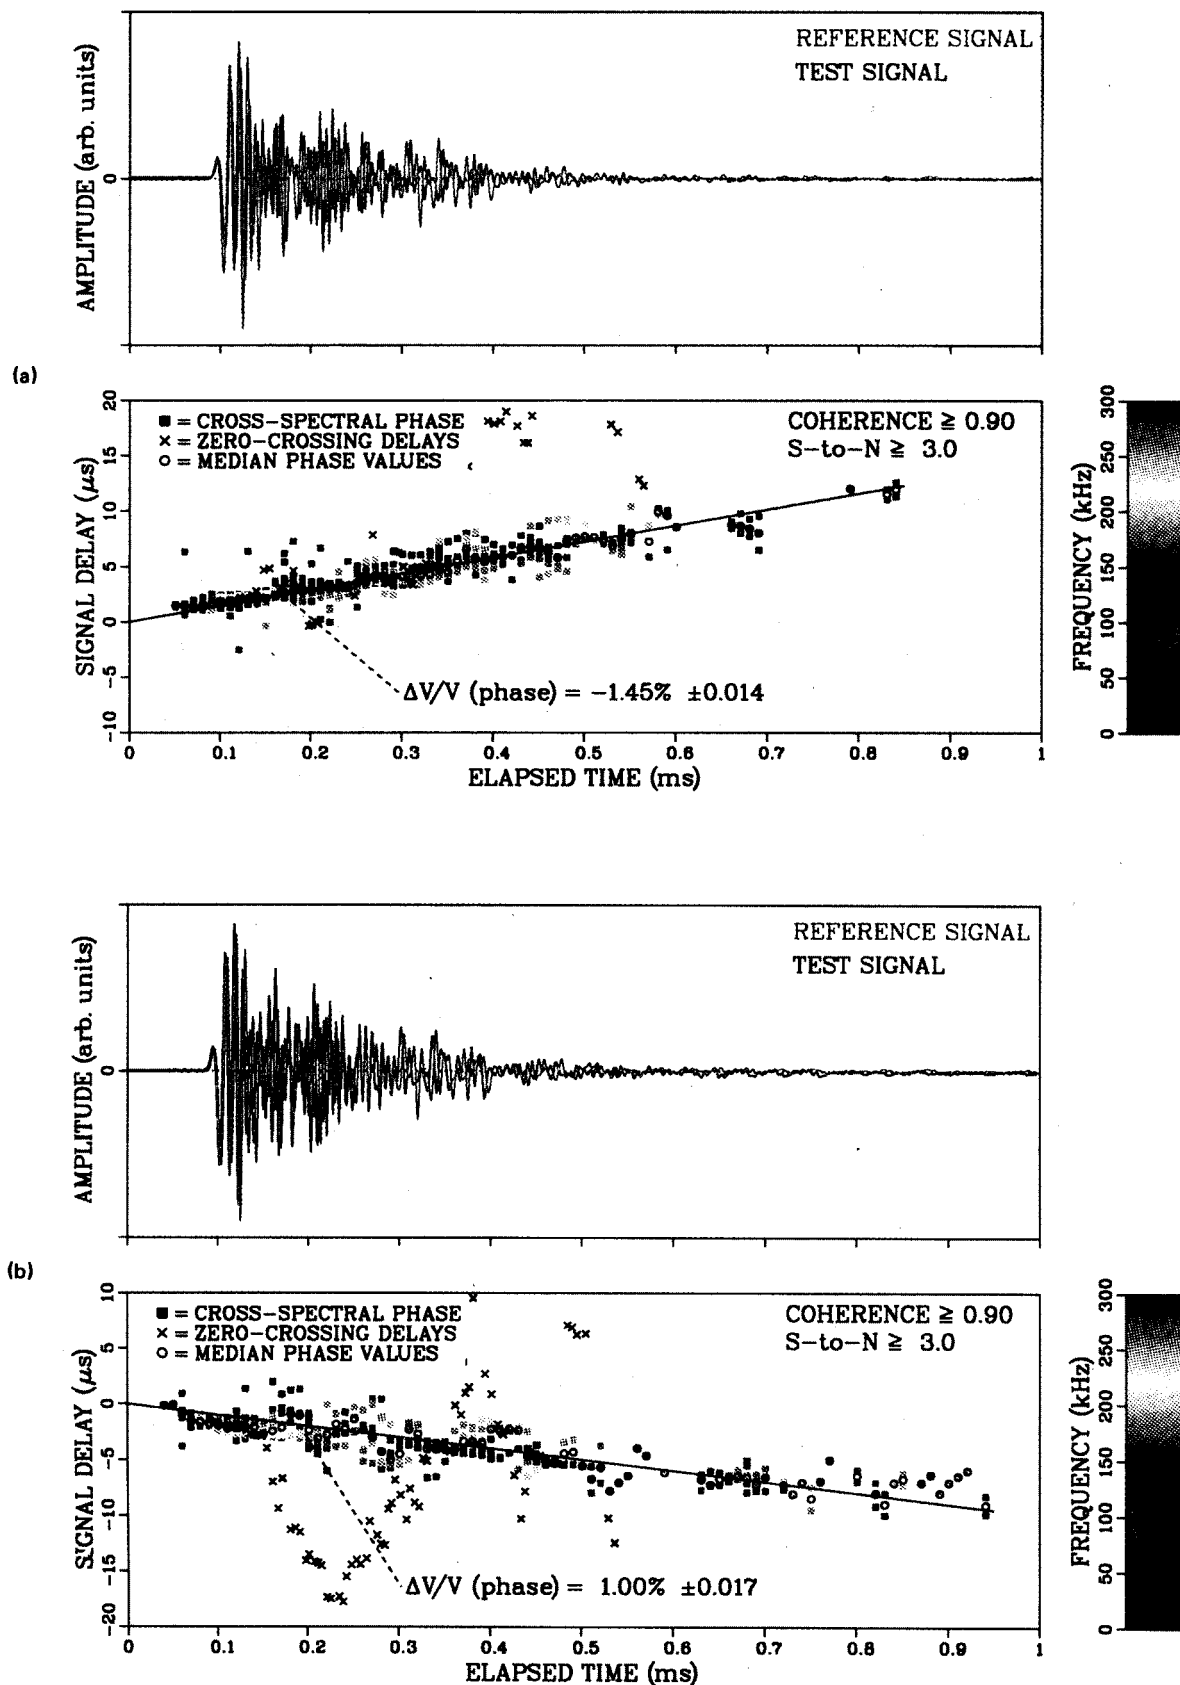 REFERENCE SIGNAL
TEST SIGNAL
AMPLITUDE (arb. units)
0
(a)
20
15
10
5
0
−5
−10
SIGNAL DELAY (μs)
■ = CROSS−SPECTRAL PHASE
× = ZERO−CROSSING DELAYS
○ = MEDIAN PHASE VALUES
COHERENCE ≥ 0.90
S−to−N ≥ 3.0
ΔV/V (phase) = −1.45% ±0.014
0 0.1 0.2 0.3 0.4 0.5 0.6 0.7 0.8 0.9 1
ELAPSED TIME (ms)
FREQUENCY (kHz)
300
250
200
150
100
50
0
REFERENCE SIGNAL
TEST SIGNAL
AMPLITUDE (arb. units)
0
(b)
10
5
0
−5
−10
−15
−20
SIGNAL DELAY (μs)
■ = CROSS−SPECTRAL PHASE
× = ZERO−CROSSING DELAYS
○ = MEDIAN PHASE VALUES
COHERENCE ≥ 0.90
S−to−N ≥ 3.0
ΔV/V (phase) = 1.00% ±0.017
0 0.1 0.2 0.3 0.4 0.5 0.6 0.7 0.8 0.9 1
ELAPSED TIME (ms)
FREQUENCY (kHz)
300
250
200
150
100
50
0